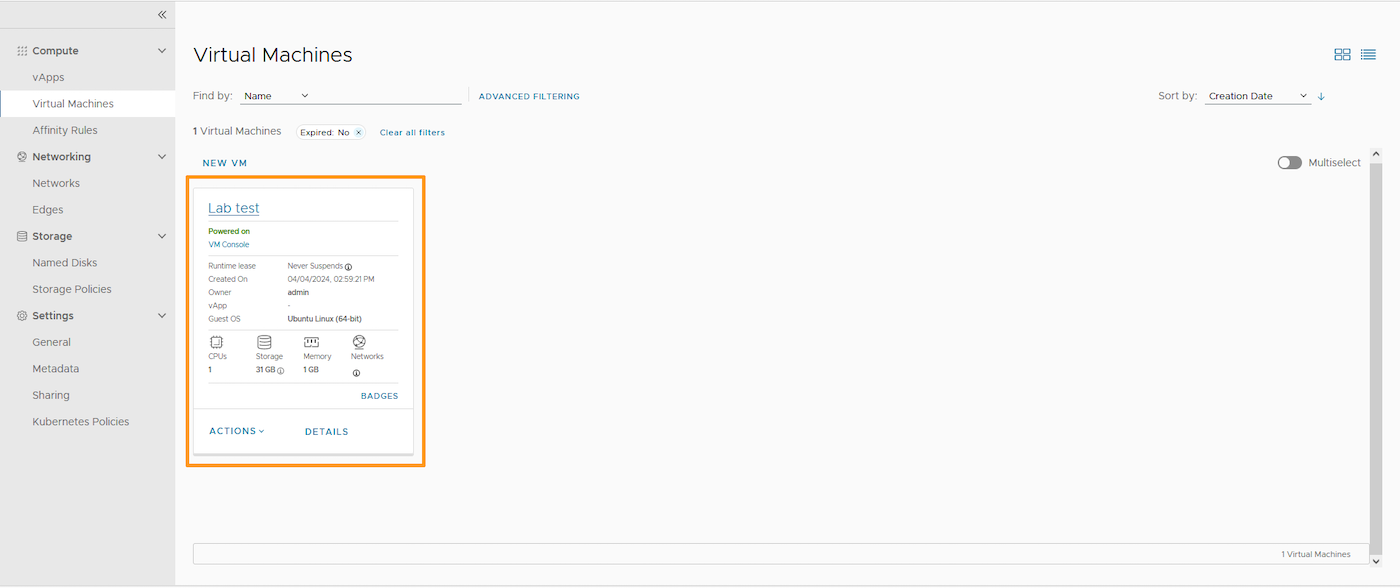 Compute
vApps
Virtual Machines
Affinity Rules
Networking
Networks
Edges
Storage
Named Disks
Storage Policies
Settings
General
Metadata
Sharing
Kubernetes Policies
Virtual Machines
Find by: Name ADVANCED FILTERING Sort by: Creation Date
1 Virtual Machines Expired: No Clear all filters
NEW VM Multiselect
Lab test
Powered on
VM Console
Runtime lease Never Suspends
Created On 04/04/2024, 02:59:21 PM
Owner admin
vApp -
Guest OS Ubuntu Linux (64-bit)
CPUs Storage Memory Networks
1 31 GB 1 GB
BADGES
ACTIONS DETAILS
1 Virtual Machines